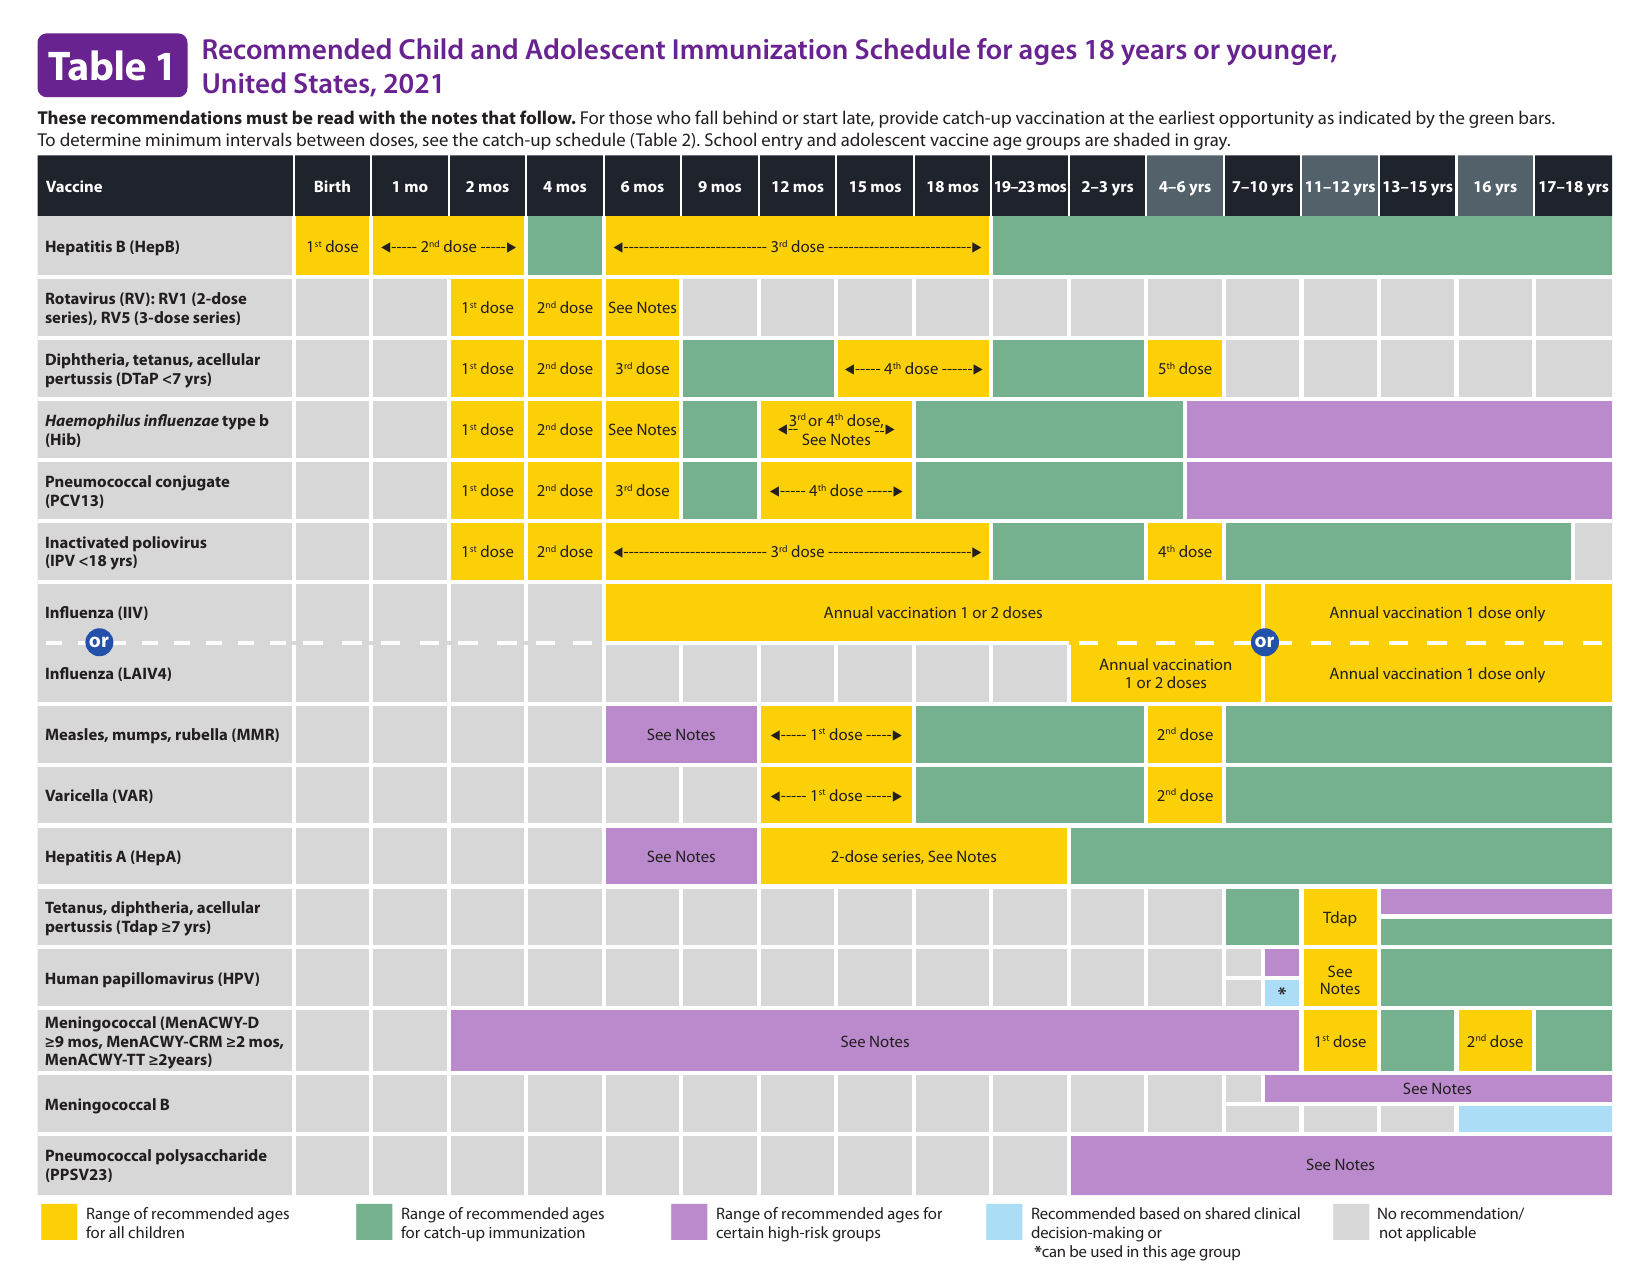 Table 1
Recommended Child and Adolescent Immunization Schedule for ages 18 years or younger,
United States, 2021
These recommendations must be read with the notes that follow. For those who fall behind or start late, provide catch-up vaccination at the earliest opportunity as indicated by the green bars.
To determine minimum intervals between doses, see the catch-up schedule (Table 2). School entry and adolescent vaccine age groups are shaded in gray.
Vaccine Birth 1 mo 2 mos 4 mos 6 mos 9 mos 12 mos 15 mos 18 mos 19–23 mos 2–3 yrs 4–6 yrs 7–10 yrs 11–12 yrs 13–15 yrs 16 yrs 17–18 yrs
Hepatitis B (HepB) 1st dose ◄----- 2nd dose -----► ◄--------------------------- 3rd dose ---------------------------►
Rotavirus (RV): RV1 (2-dose
series), RV5 (3-dose series)
1st dose 2nd dose See Notes
Diphtheria, tetanus, acellular
pertussis (DTaP <7 yrs)
1st dose 2nd dose 3rd dose ◄----- 4th dose ------► 5th dose
Haemophilus influenzae type b
(Hib)
1st dose 2nd dose See Notes
3rd or 4th dose,
◄-- See Notes --►
Pneumococcal conjugate
(PCV13)
1st dose 2nd dose 3rd dose ◄----- 4th dose -----►
Inactivated poliovirus
(IPV <18 yrs)
1st dose 2nd dose ◄--------------------------- 3rd dose ---------------------------► 4th dose
Influenza (IIV) Annual vaccination 1 or 2 doses Annual vaccination 1 dose only
or or
Influenza (LAIV4)
Annual vaccination
1 or 2 doses
Annual vaccination 1 dose only
Measles, mumps, rubella (MMR) See Notes ◄----- 1st dose -----► 2nd dose
Varicella (VAR) ◄----- 1st dose -----► 2nd dose
Hepatitis A (HepA) See Notes 2-dose series, See Notes
Tetanus, diphtheria, acellular
pertussis (Tdap ≥7 yrs)
Tdap
Human papillomavirus (HPV)
*
See
Notes
Meningococcal (MenACWY-D
≥9 mos, MenACWY-CRM ≥2 mos,
MenACWY-TT ≥2years)
See Notes 1st dose 2nd dose
Meningococcal B See Notes
Pneumococcal polysaccharide
(PPSV23)
See Notes
Range of recommended ages
for all children
Range of recommended ages
for catch-up immunization
Range of recommended ages for
certain high-risk groups
Recommended based on shared clinical
decision-making or
*can be used in this age group
No recommendation/
not applicable